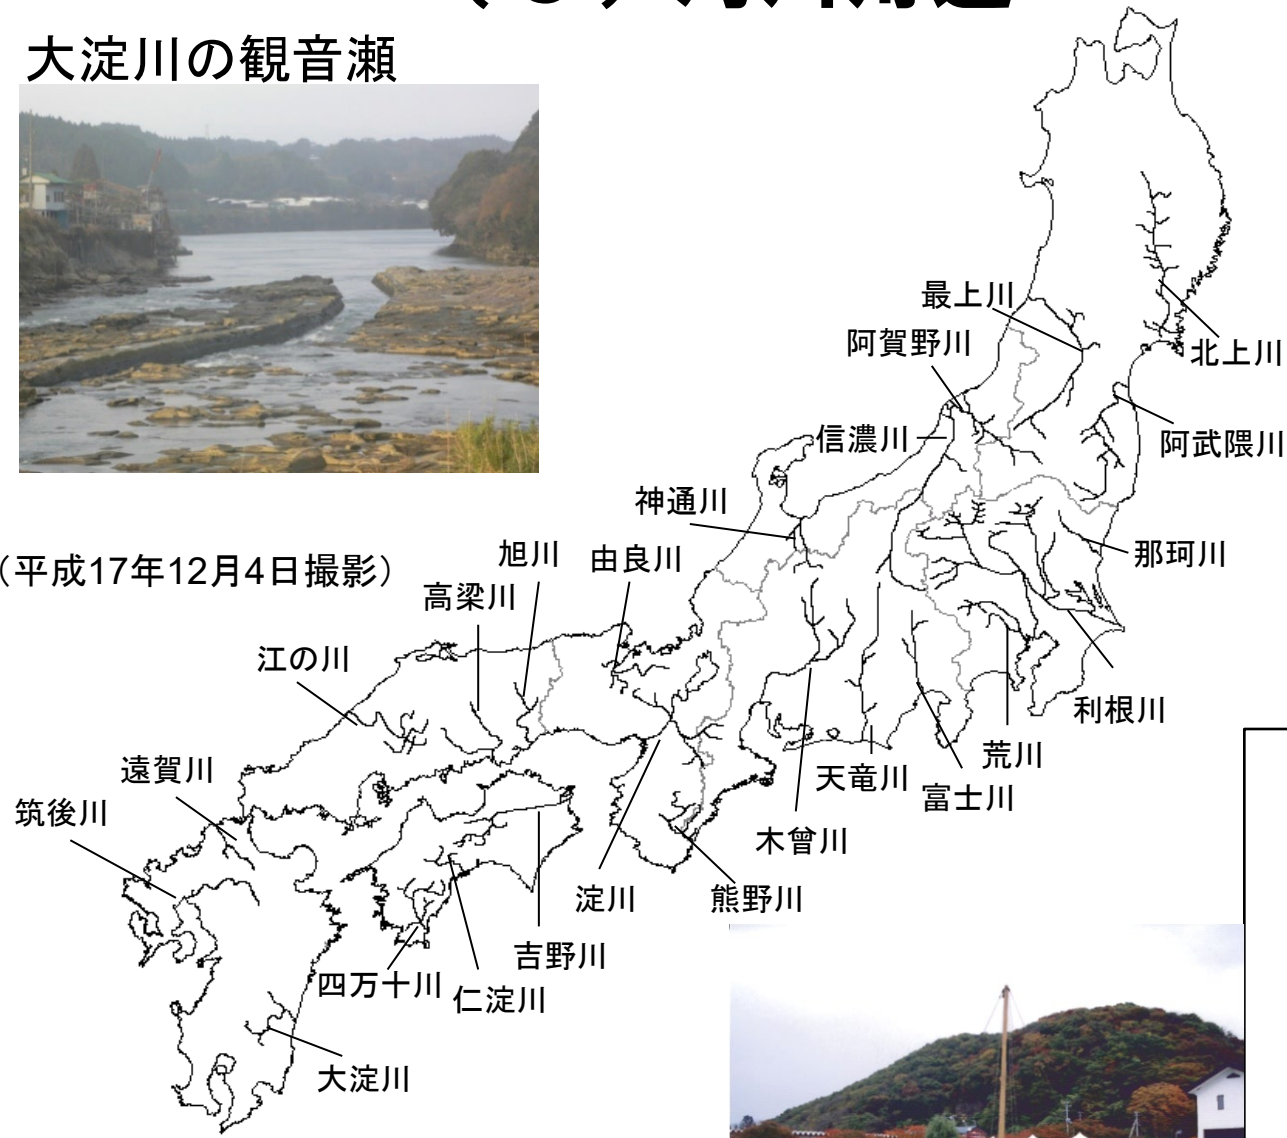 大淀川の観音瀬
最上川
阿賀野川
北上川
信濃川
阿武隈川
神通川
那珂川
（平成17年12月4日撮影）
旭川
由良川
高梁川
江の川
利根川
荒川
天竜川
富士川
遠賀川
筑後川
木曾川
淀川
熊野川
吉野川
四万十川
仁淀川
大淀川